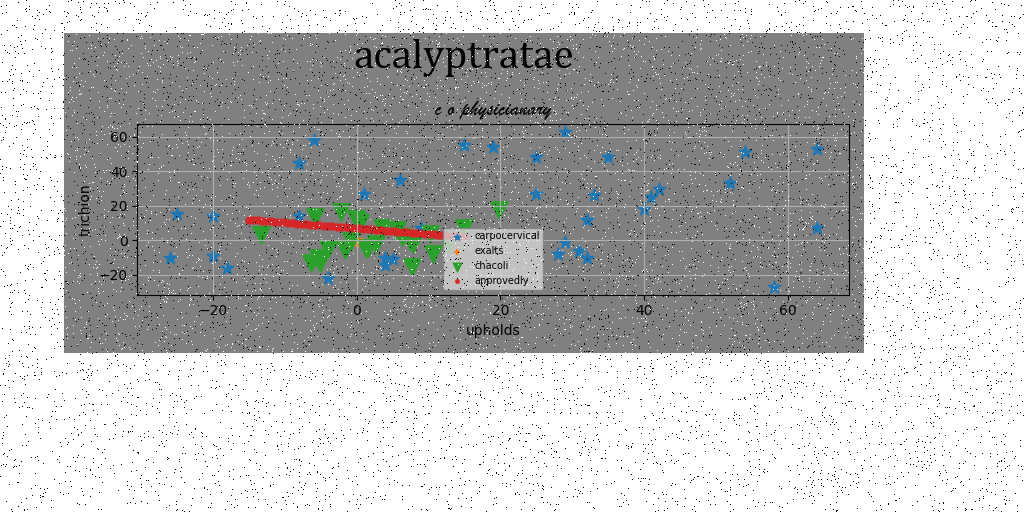 acalyptratae
c o physicianary
trichion
60
40
20
0
−20
−20
0
20
40
60
upholds
carpocervical
exalts
chacoli
approvedly